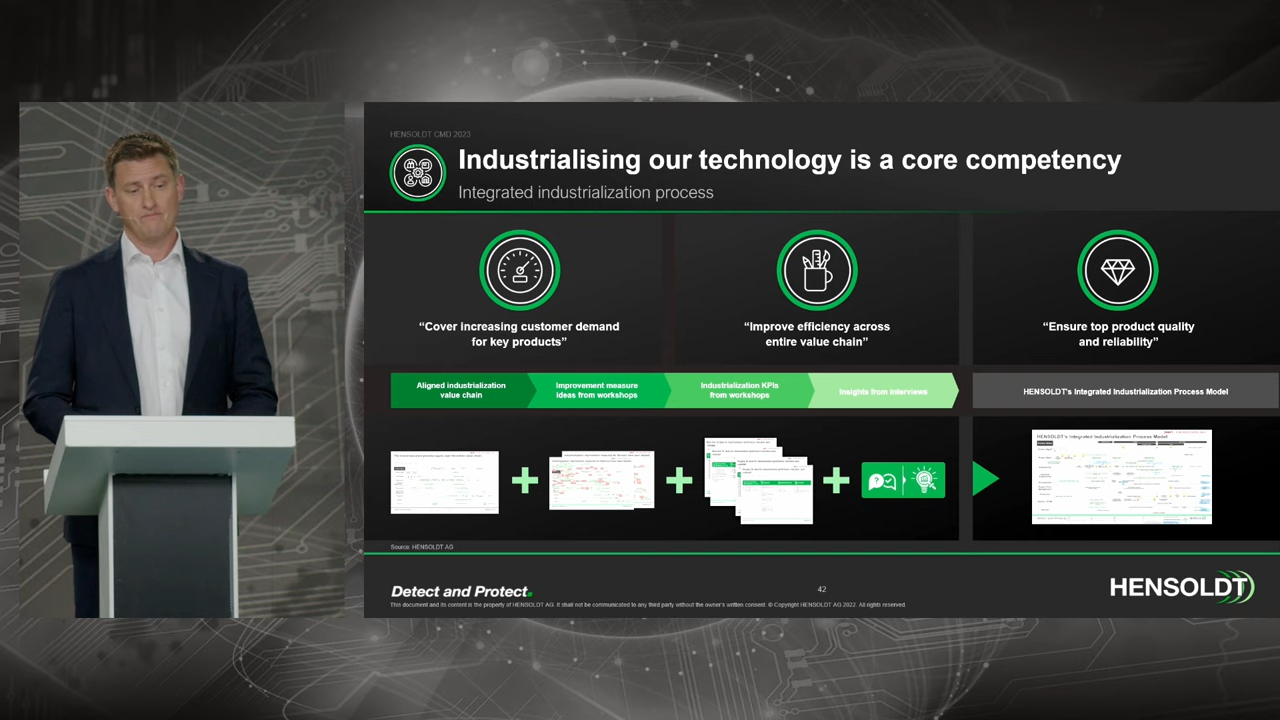 HENSOLDT CMD 2023
Industrialising our technology is a core competency
Integrated industrialization process
“Cover increasing customer demand
for key products”
“Improve efficiency across
entire value chain”
“Ensure top product quality
and reliability”
Aligned industrialization
value chain
Improvement measure
ideas from workshops
Industrialization KPIs
from workshops
Insights from interviews
HENSOLDT's Integrated Industrialization Process Model
HENSOLDT's Integrated Industrialization Process Model
Source: HENSOLDT AG
Detect and Protect.
42
This document and its content is the property of HENSOLDT AG. It shall not be communicated to any third party without the owner's written consent. © Copyright HENSOLDT AG 2022. All rights reserved.
HENSOLDT